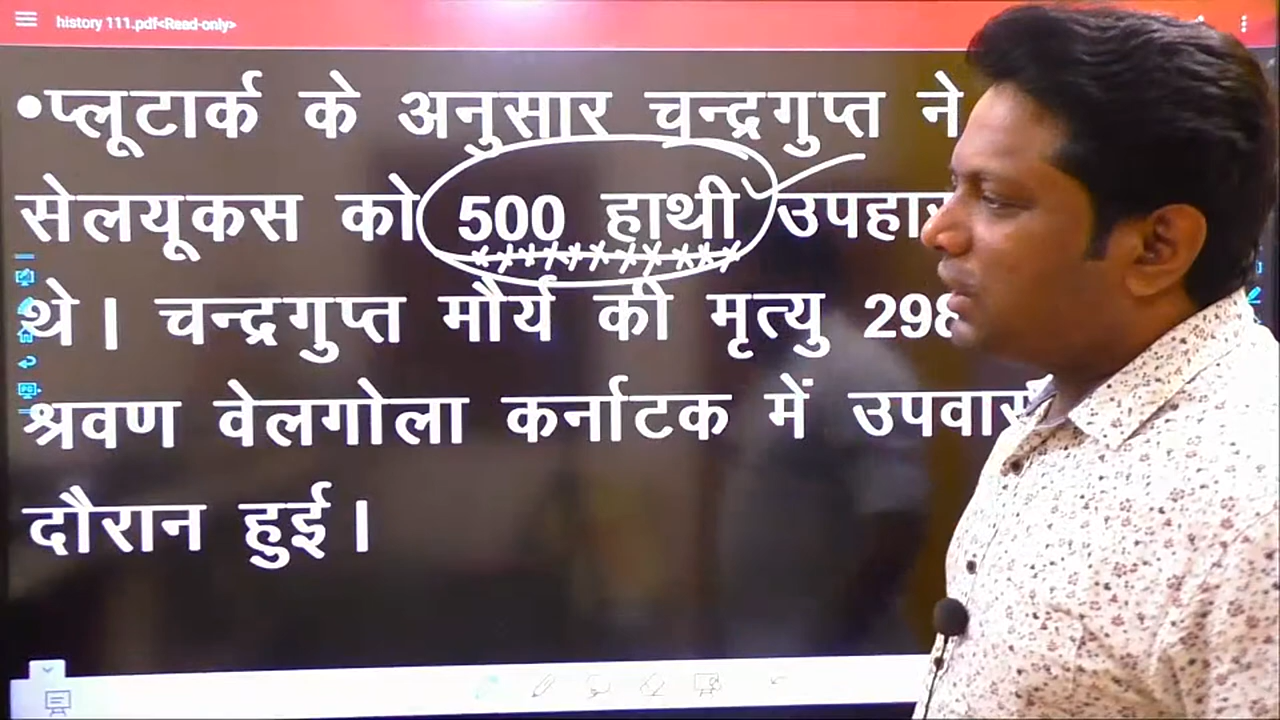 history 111.pdf<Read-only>
•प्लूटार्क के अनुसार चन्द्रगुप्त ने
सेलयूकस को 500 हाथी
थे। चन्द्रगुप्त मौर्य की मृत्यु
श्रवण वेलगोला कर्नाटक में
दौरान हुई।